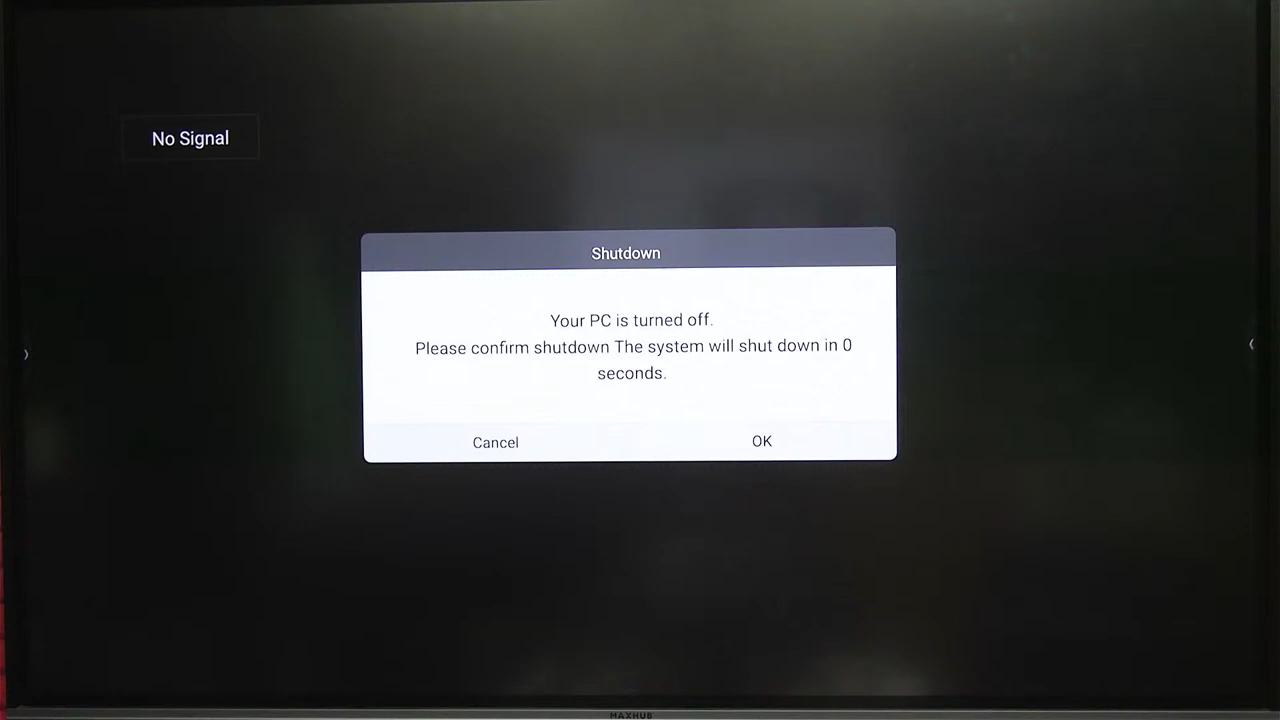 No Signal
Shutdown
Your PC is turned off.
Please confirm shutdown The system will shut down in 0
seconds.
Cancel OK
MAXHUB